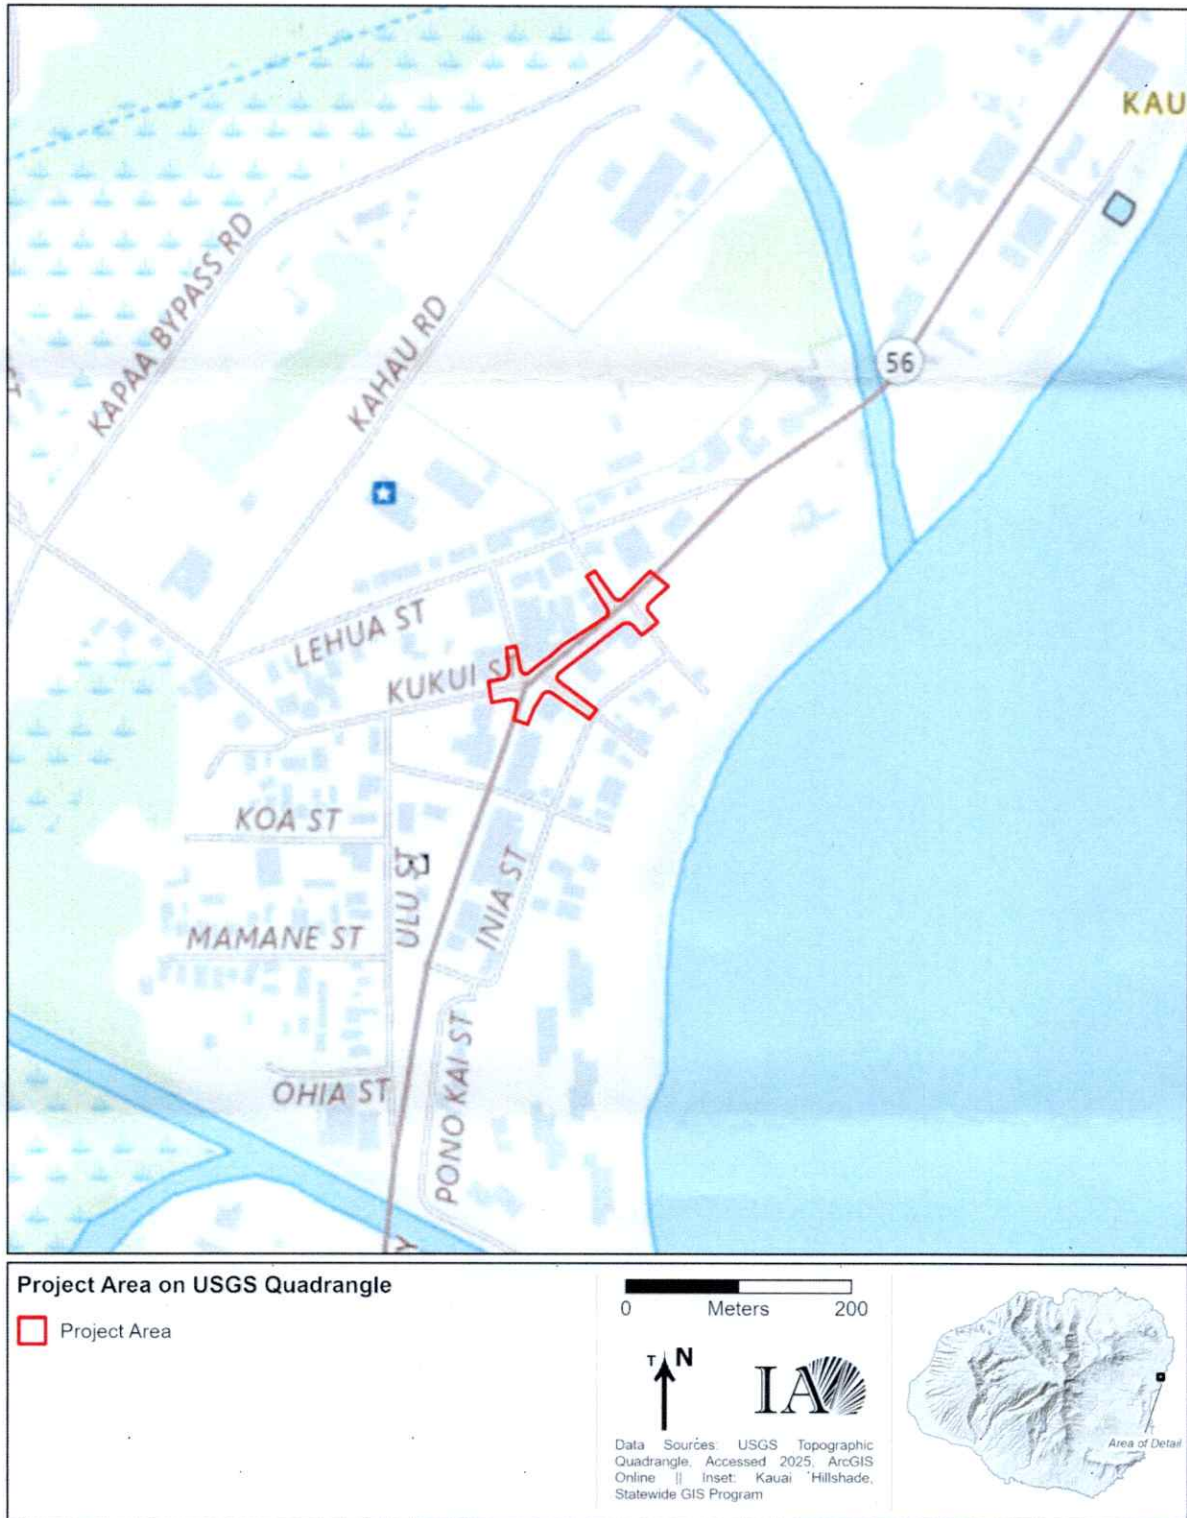 KAU
KAPAA BYPASS RD
KAHAU RD
56
LEHUA ST
KUKUI ST
KOA ST
ULU ST
INIA ST
MAMANE ST
PONO KAI ST
OHIA ST
Y
Project Area on USGS Quadrangle
Project Area
0 Meters 200
T N
IA
Data Sources: USGS Topographic
Quadrangle, Accessed 2025, ArcGIS
Online || Inset: Kauai Hillshade,
Statewide GIS Program
Area of Detail